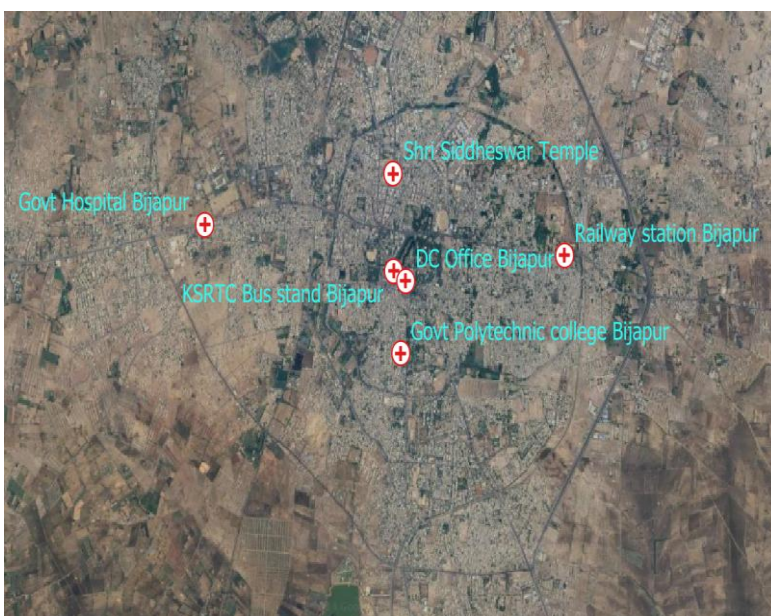 Shri Siddheswar Temple
Govt Hospital Bijapur
Railway station Bijapur
DC Office Bijapur
KSRTC Bus stand Bijapur
Govt Polytechnic college Bijapur